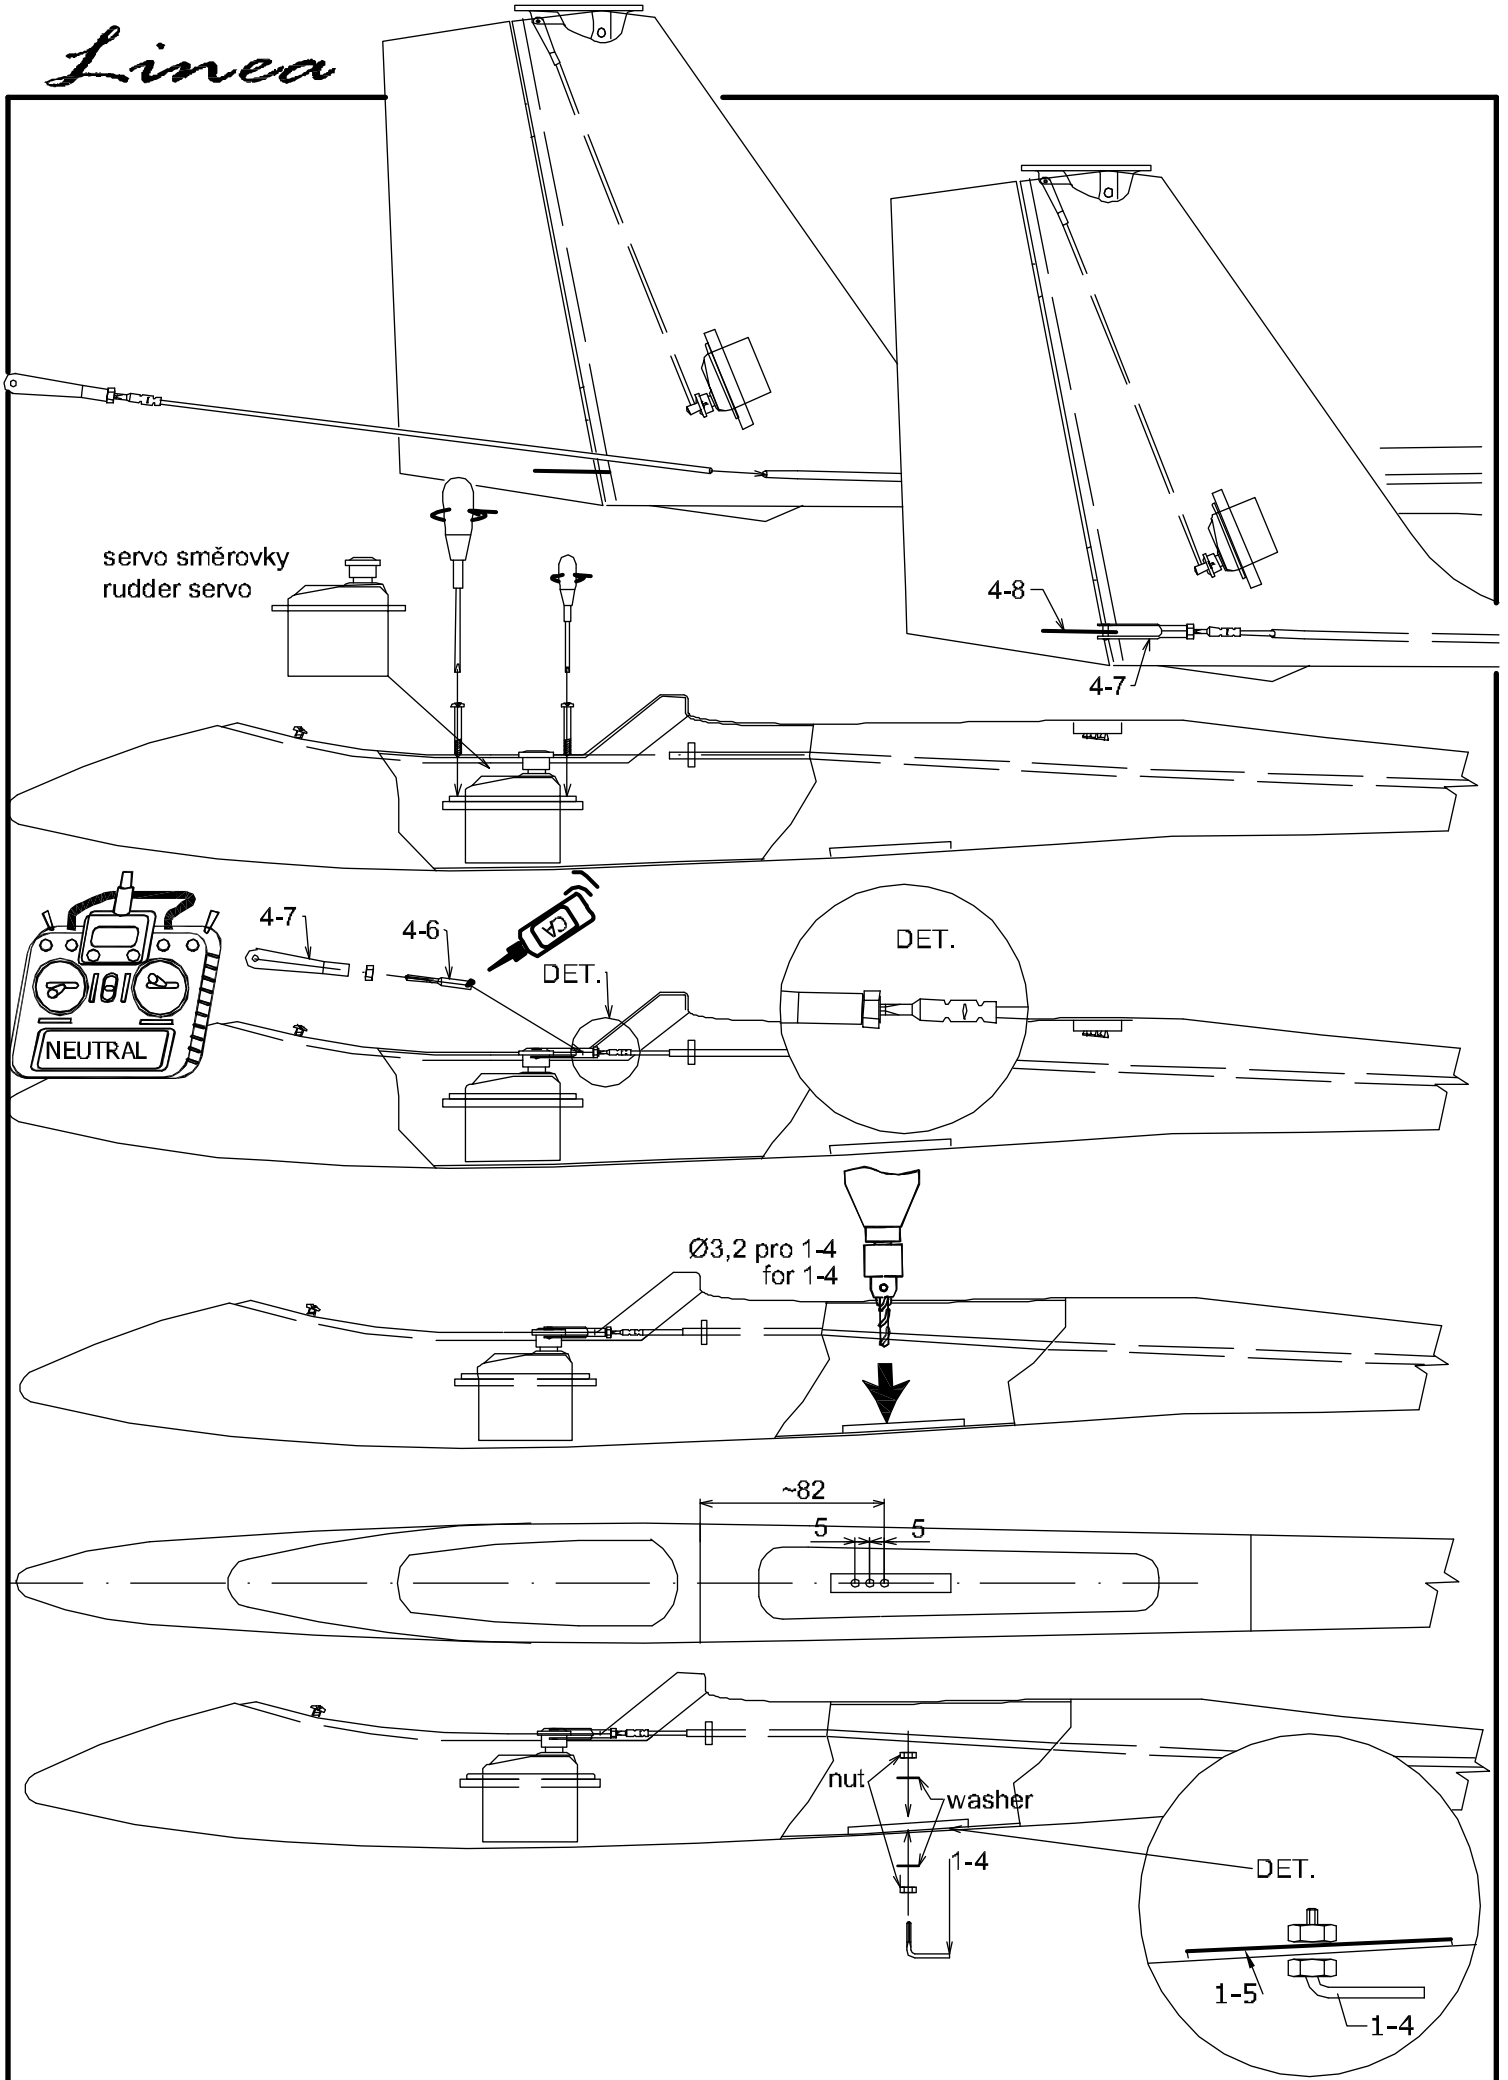 Linea
servo směrovky
rudder servo
4-8
4-7
4-7
4-6
CA
DET.
DET.
NEUTRAL
Ø3,2 pro 1-4
for 1-4
~82
5
5
nut
washer
1-4
DET.
1-5
1-4